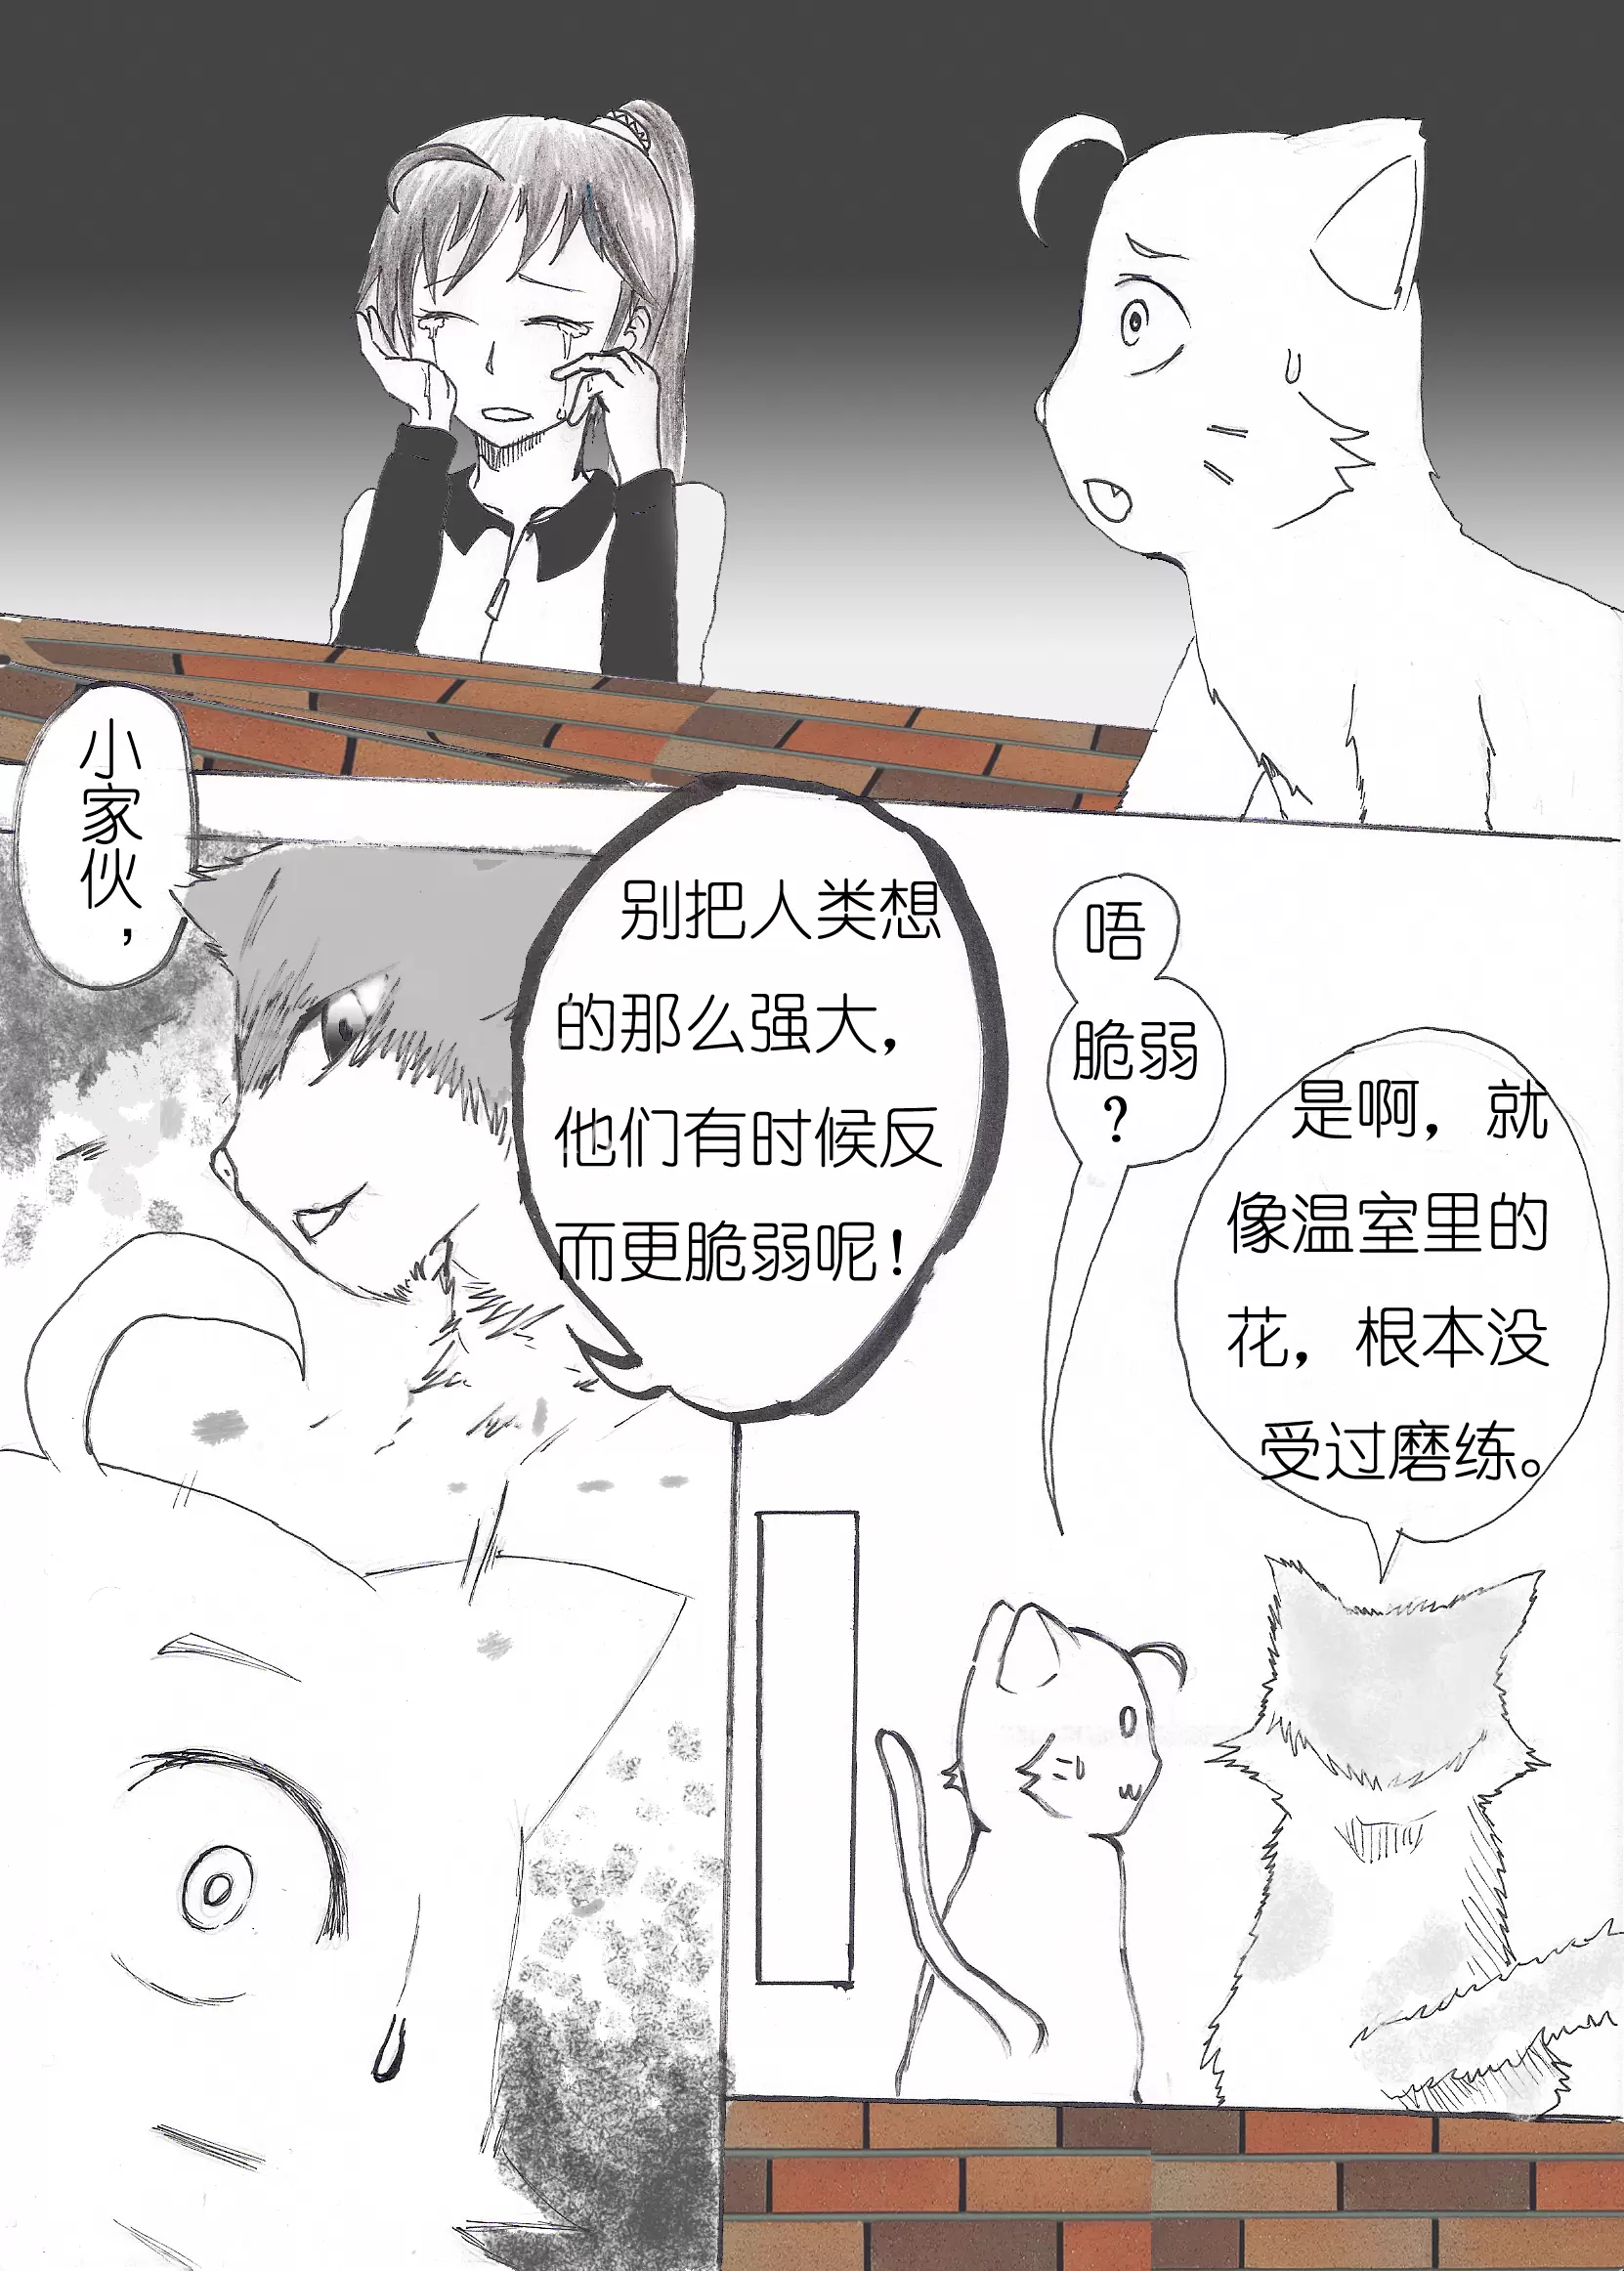 小家伙，
别把人类想
的那么强大，
他们有时候反
而更脆弱呢！
唔
脆弱
？
是啊，就
像温室里的
花，根本没
受过磨练。